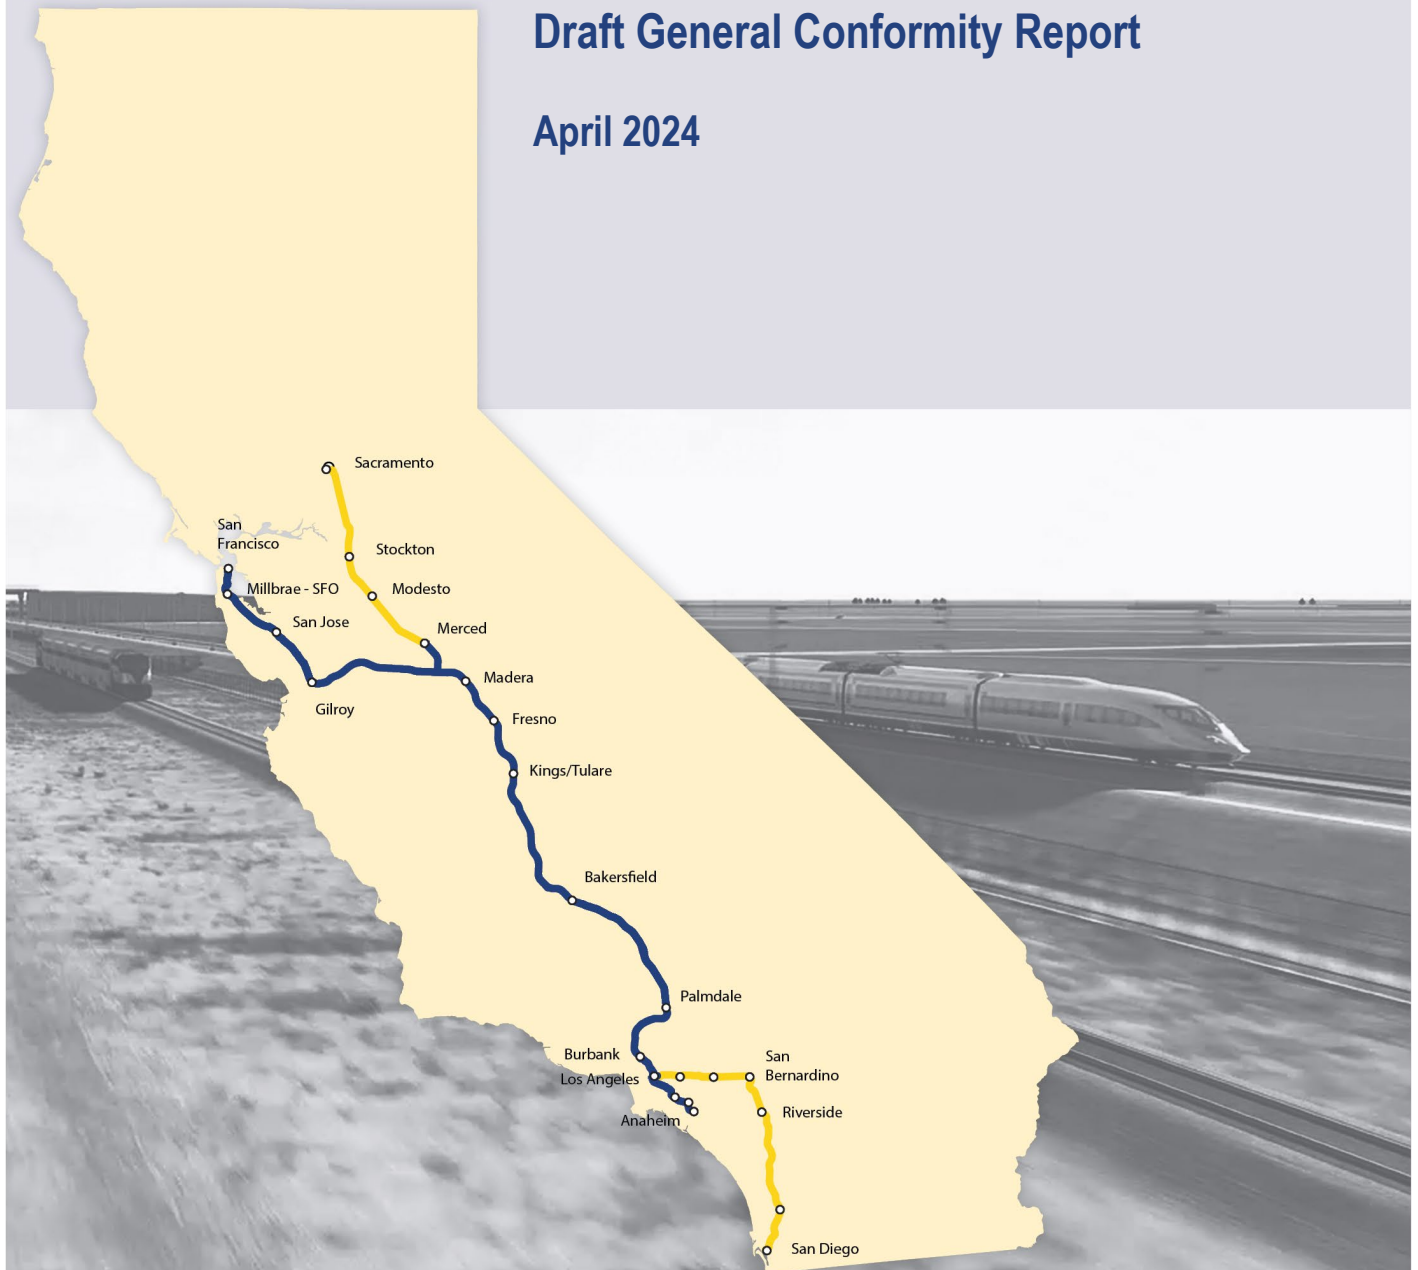 Draft General Conformity Report
April 2024
Sacramento
San
Francisco
Stockton
Millbrae - SFO
Modesto
San Jose
Merced
Madera
Gilroy
Fresno
Kings/Tulare
Bakersfield
Palmdale
Burbank
San
Bernardino
Los Angeles
Riverside
Anaheim
San Diego